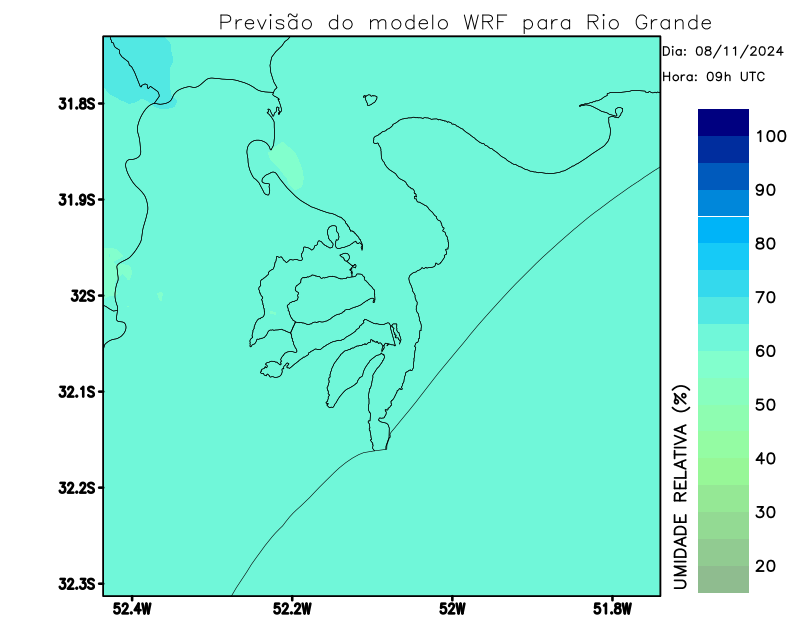 Previsão do modelo WRF para Rio Grande
Dia: 08/11/2024
Hora: 09h UTC
31.8S
31.9S
32S
32.1S
32.2S
32.3S
52.4W
52.2W
52W
51.8W
100
90
80
70
60
50
40
30
20
UMIDADE RELATIVA (%)